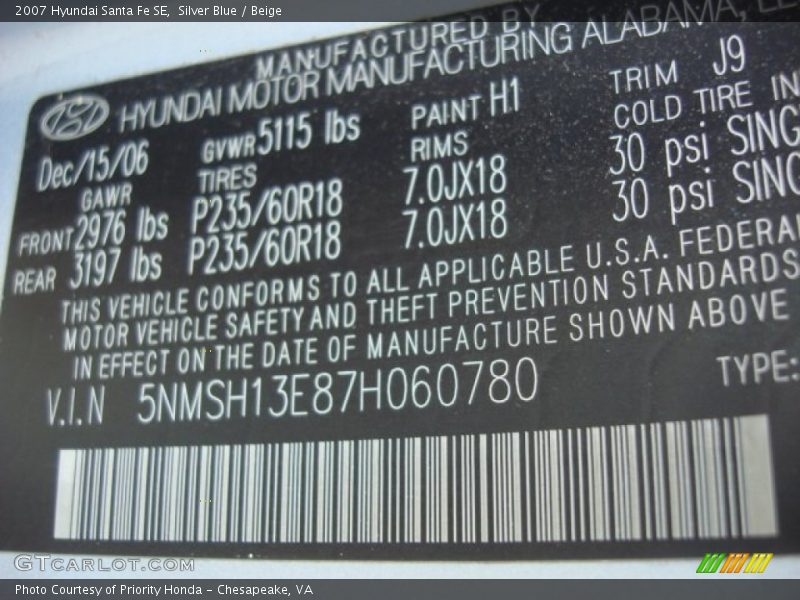 2007 Hyundai Santa Fe SE, Silver Blue / Beige
MANUFACTURED BY
HYUNDAI MOTOR MANUFACTURING ALABAMA,
Dec/15/06 GVWR 5115 lbs PAINT H1 TRIM J9
GAWR TIRES RIMS COLD TIRE IN
FRONT 2976 lbs P235/60R18 7.0JX18 30 psi SING
REAR 3197 lbs P235/60R18 7.0JX18 30 psi SING
THIS VEHICLE CONFORMS TO ALL APPLICABLE U.S.A. FEDERAL
MOTOR VEHICLE SAFETY AND THEFT PREVENTION STANDARDS
IN EFFECT ON THE DATE OF MANUFACTURE SHOWN ABOVE
V.I.N 5NMSH13E87H060780 TYPE:
GTCARLOT.COM
Photo Courtesy of Priority Honda - Chesapeake, VA